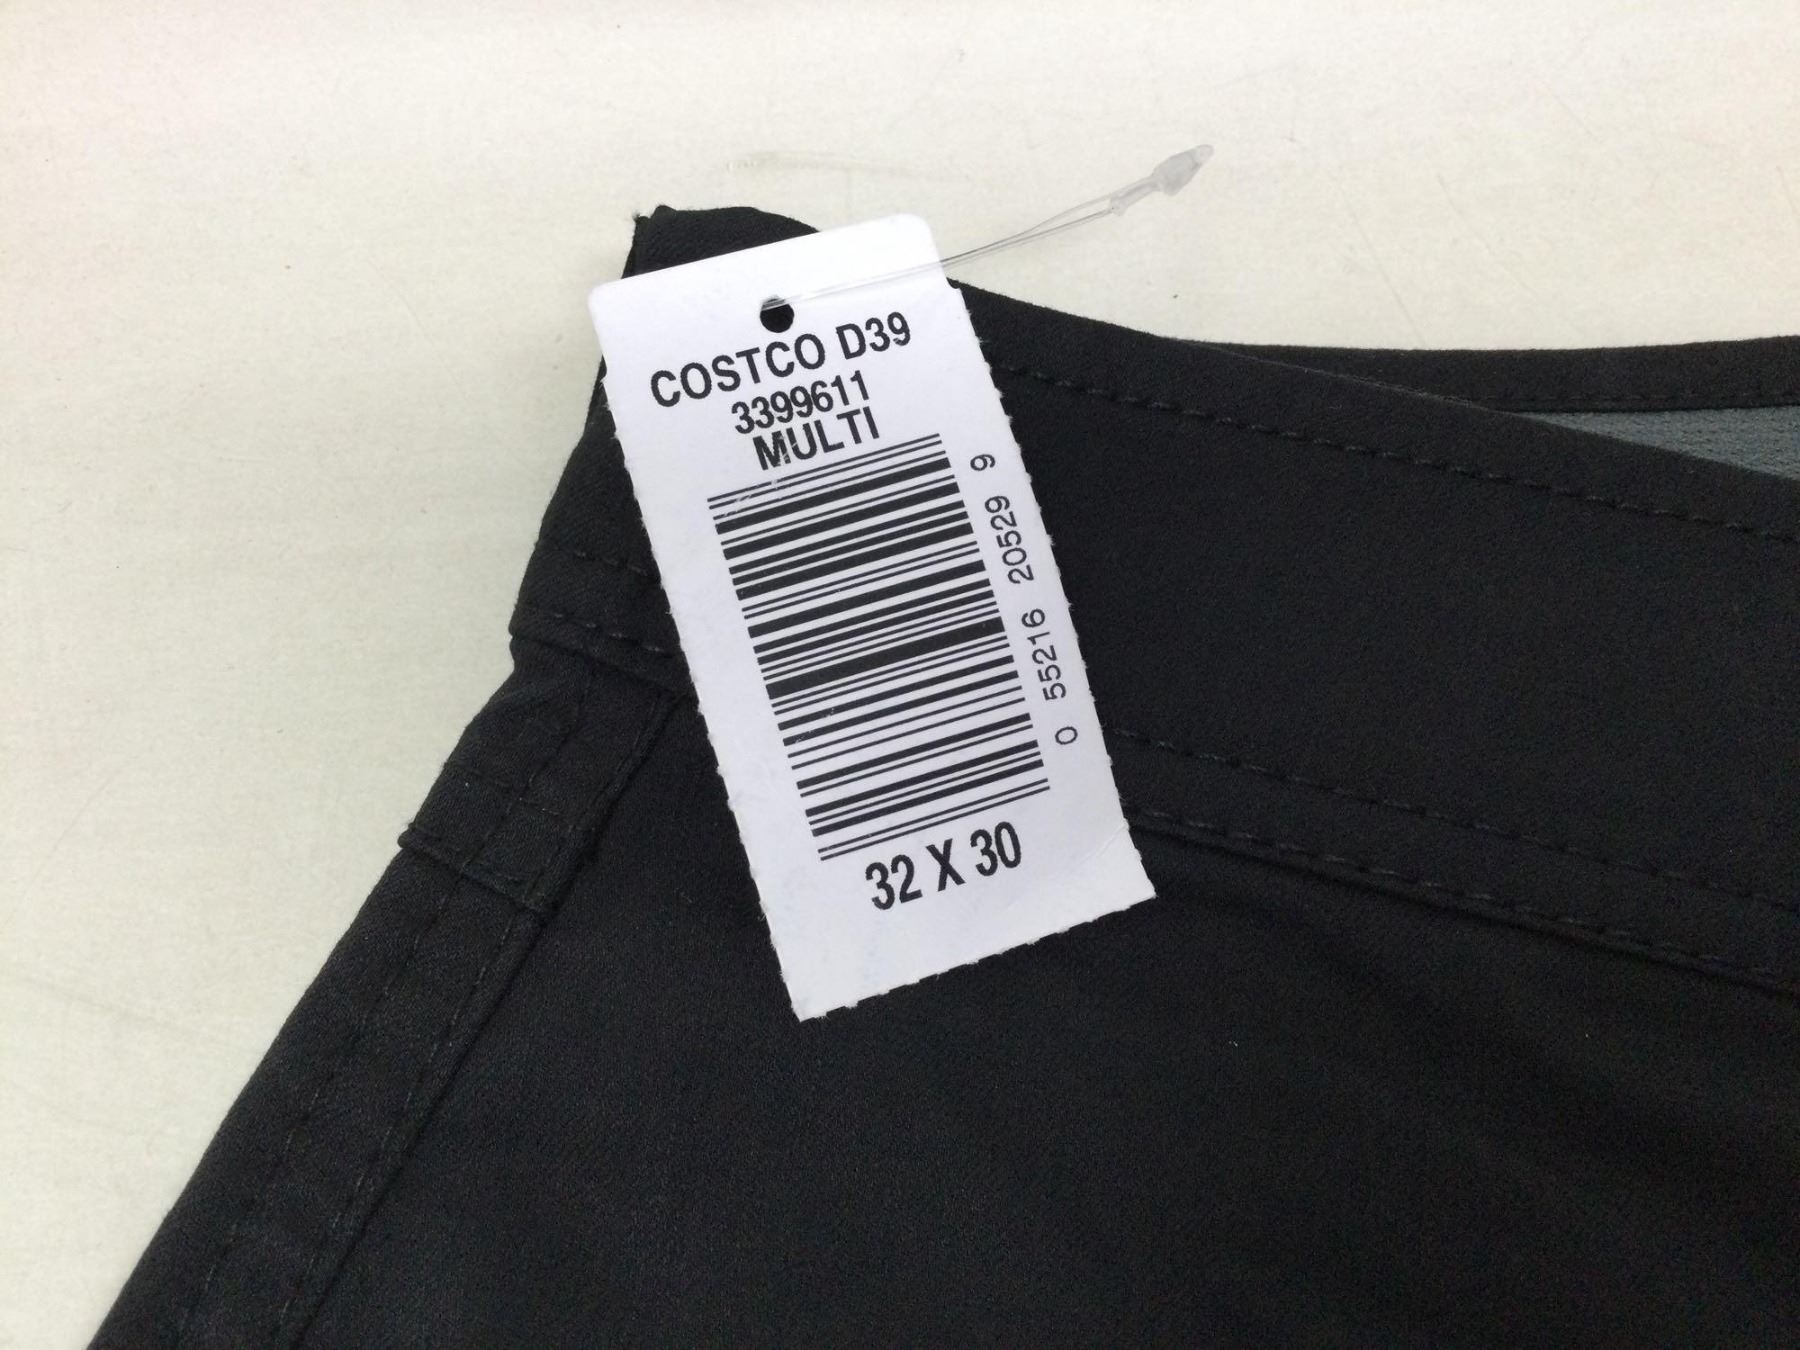 COSTCO D39
3399611
MULTI
0 55216 20529 9
32 X 30